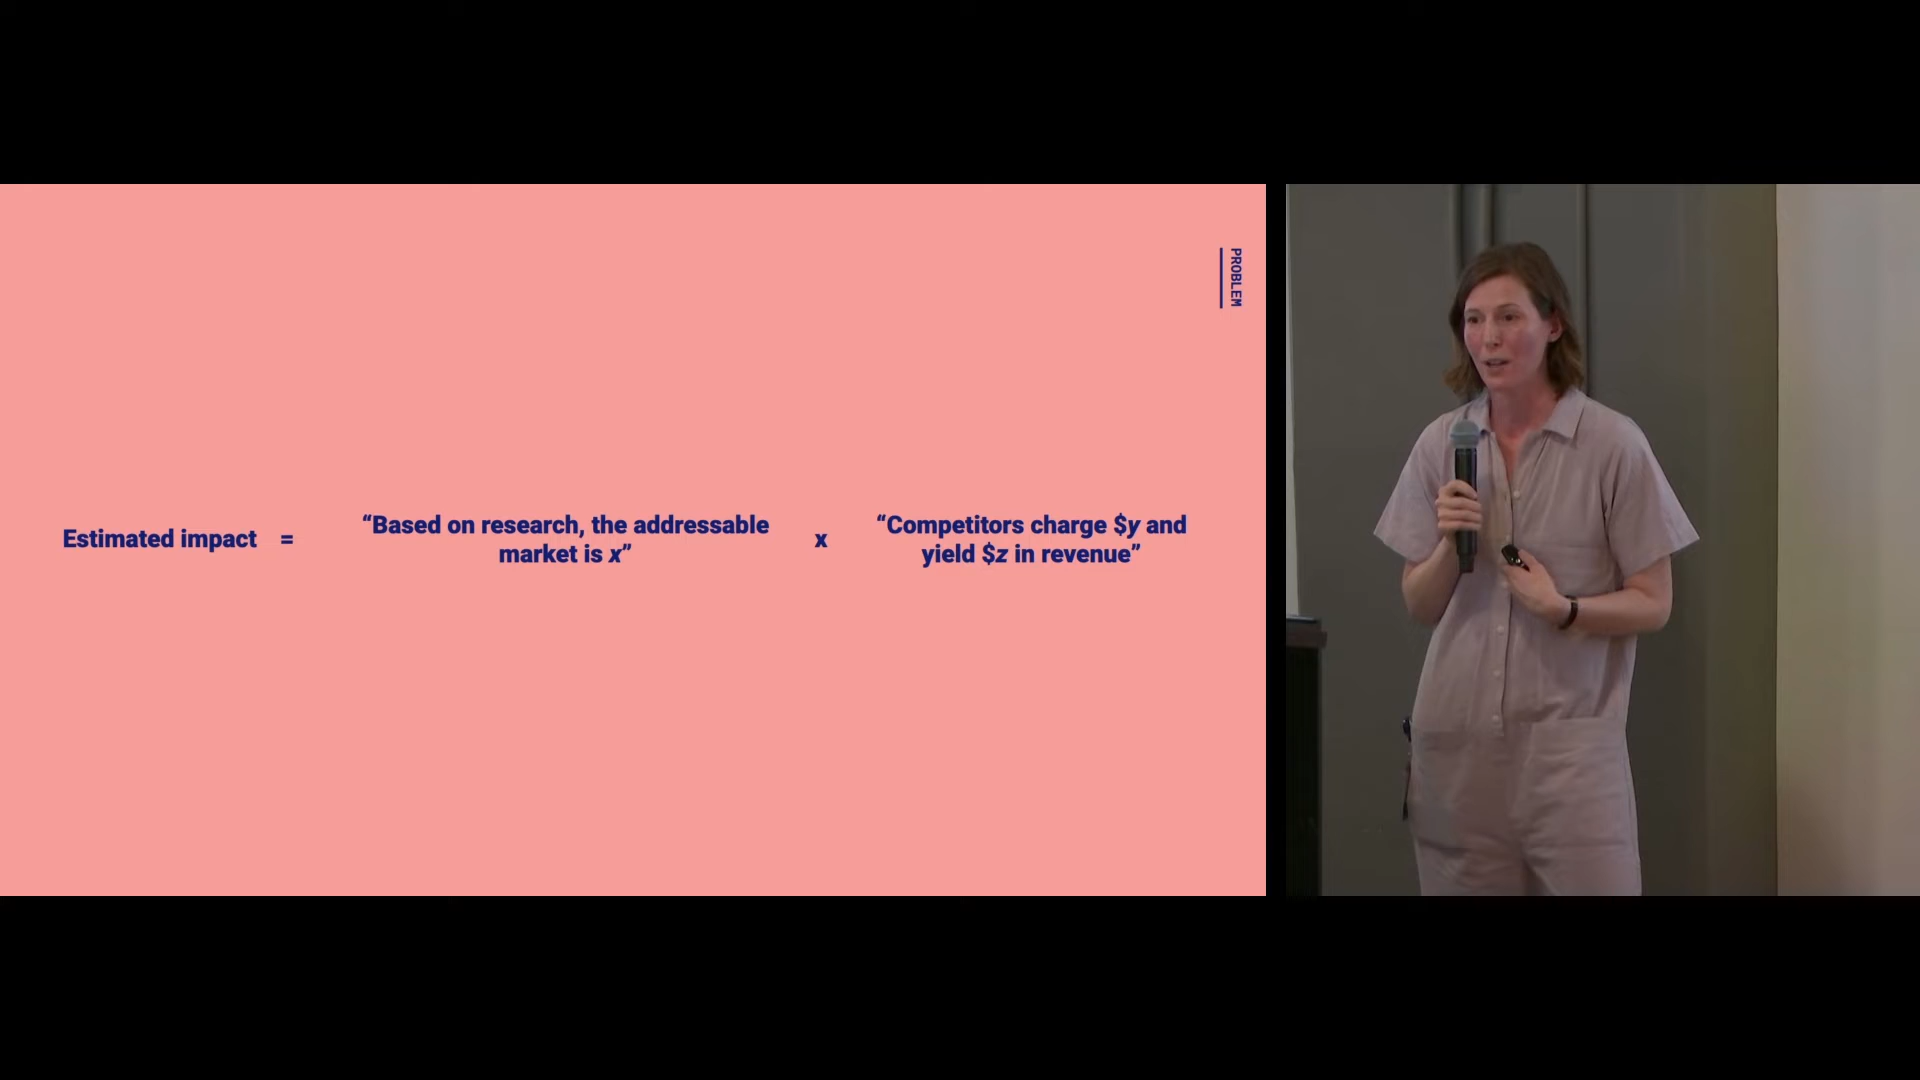 PROBLEM
Estimated impact = “Based on research, the addressable x “Competitors charge $y and
market is x” yield $z in revenue”